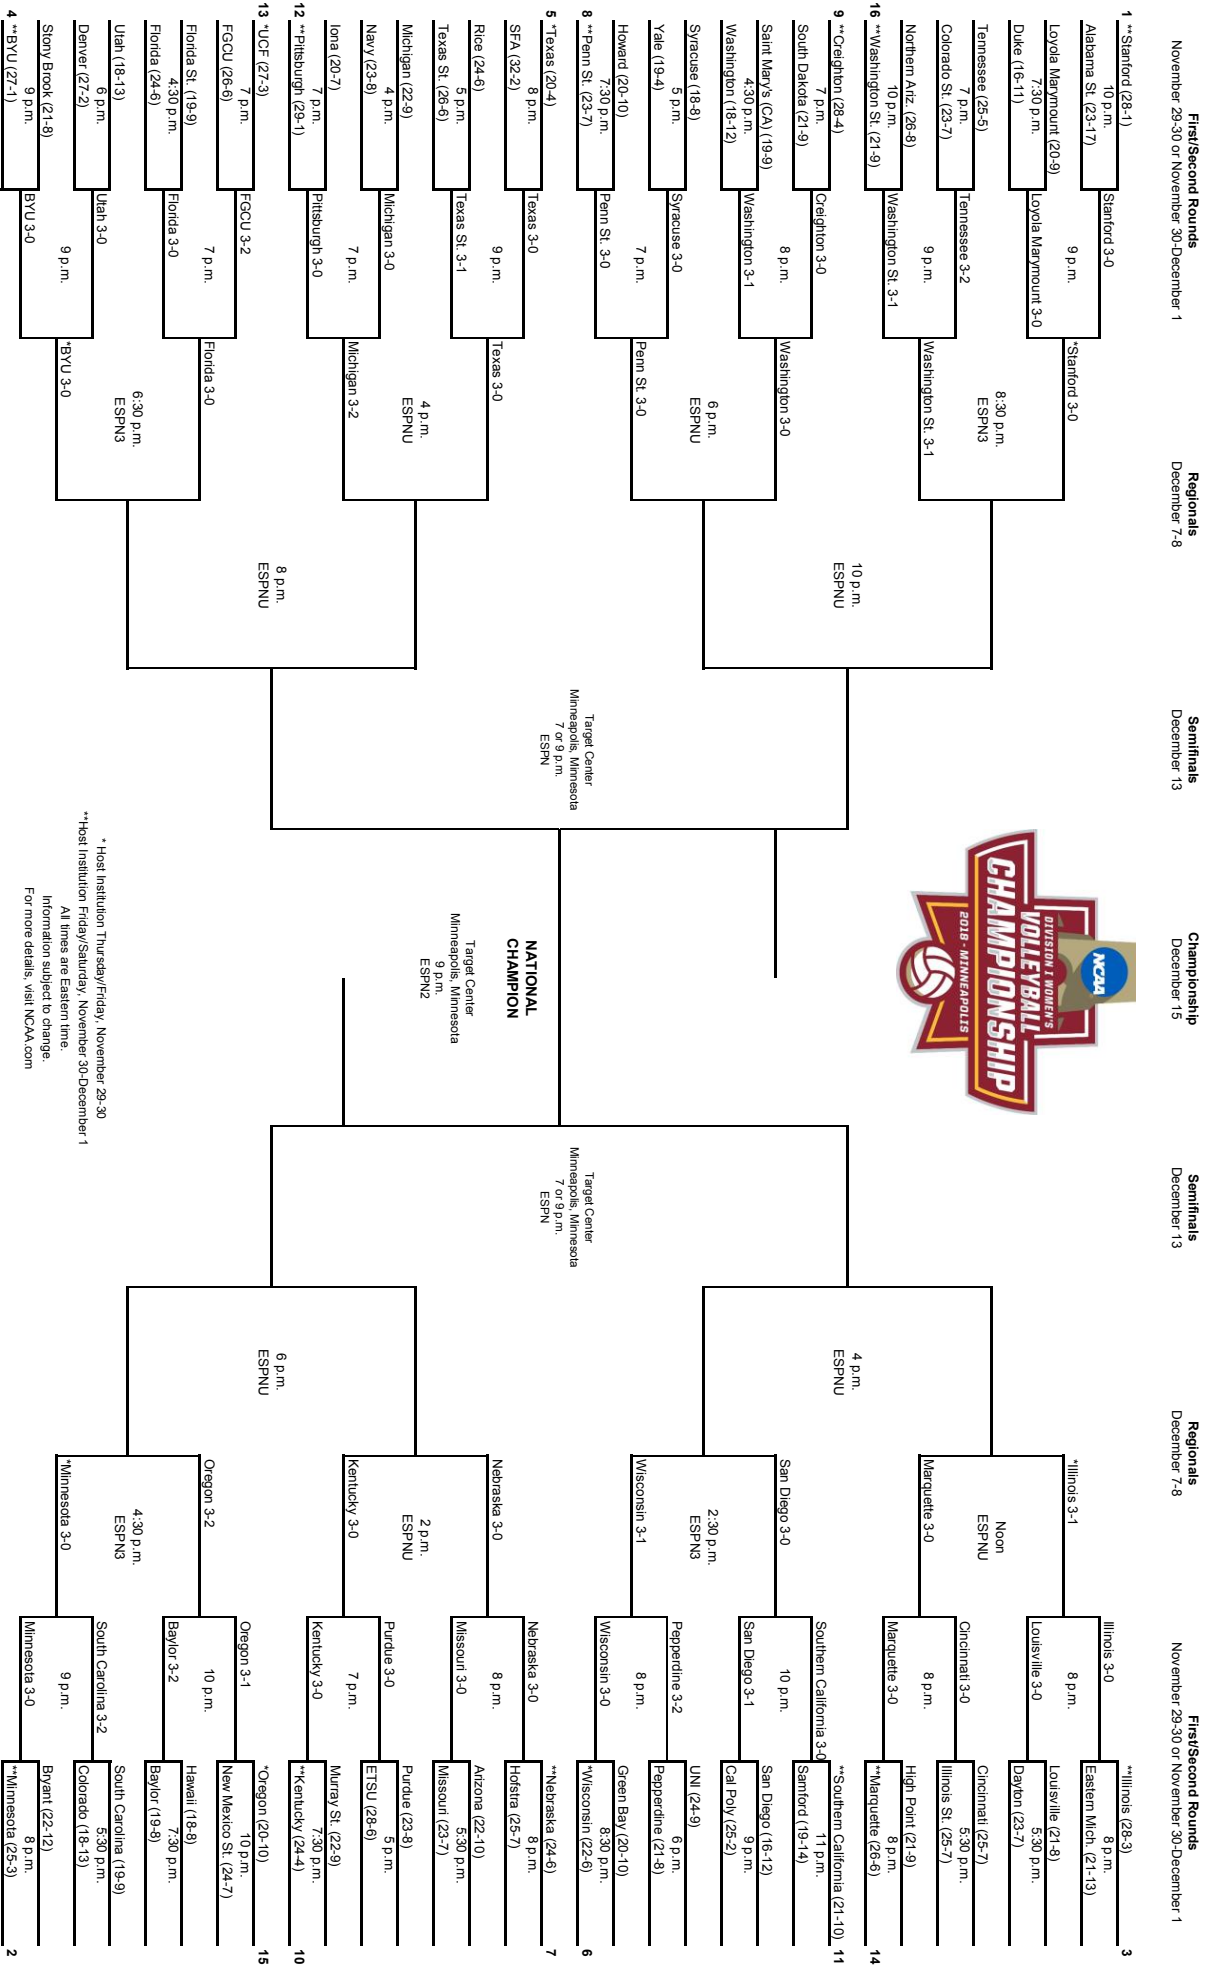 First/Second Rounds
November 29-30 or November 30-December 1
Regionals
December 7-8
Semifinals
December 13
Championship
December 15
Semifinals
December 13
Regionals
December 7-8
First/Second Rounds
November 29-30 or November 30-December 1
1 **Stanford (28-1)
10 p.m.
Alabama St. (23-17)
Loyola Marymount (20-9)
7:30 p.m.
Duke (16-11)
Tennessee (25-5)
7 p.m.
Colorado St. (23-7)
Northern Ariz. (26-8)
10 p.m.
16 **Washington St. (21-9)
9 **Creighton (28-4)
7 p.m.
South Dakota (21-9)
Saint Mary's (CA) (19-9)
4:30 p.m.
Washington (18-12)
Syracuse (18-8)
5 p.m.
Yale (19-4)
Howard (20-10)
7:30 p.m.
8 **Penn St. (23-7)
5 *Texas (20-4)
8 p.m.
SFA (32-2)
Rice (24-6)
5 p.m.
Texas St. (26-6)
Michigan (22-9)
4 p.m.
Navy (23-8)
Iona (20-7)
7 p.m.
12 **Pittsburgh (29-1)
13 *UCF (27-3)
7 p.m.
FGCU (26-6)
Florida St. (19-9)
4:30 p.m.
Florida (24-6)
Utah (18-13)
6 p.m.
Denver (27-2)
Stony Brook (21-8)
9 p.m.
4 **BYU (27-1)
Stanford 3-0
9 p.m.
Loyola Marymount 3-0
Tennessee 3-2
9 p.m.
Washington St. 3-1
Creighton 3-0
8 p.m.
Washington 3-1
Syracuse 3-0
7 p.m.
Penn St. 3-0
Texas 3-0
9 p.m.
Texas St. 3-1
Michigan 3-0
7 p.m.
Pittsburgh 3-0
FGCU 3-2
7 p.m.
Florida 3-0
Utah 3-0
9 p.m.
BYU 3-0
*Stanford 3-0
8:30 p.m.
ESPN3
Washington St. 3-1
Washington 3-0
6 p.m.
ESPNU
Penn St. 3-0
Texas 3-0
4 p.m.
ESPNU
Michigan 3-2
Florida 3-0
6:30 p.m.
ESPN3
*BYU 3-0
10 p.m.
ESPNU
8 p.m.
ESPNU
Target Center
Minneapolis, Minnesota
7 or 9 p.m.
ESPN
NCAA
DIVISION I WOMEN'S
VOLLEYBALL
CHAMPIONSHIP
2018 - MINNEAPOLIS
NATIONAL
CHAMPION
Target Center
Minneapolis, Minnesota
9 p.m.
ESPN2
* Host Institution Thursday/Friday, November 29-30
**Host Institution Friday/Saturday, November 30-December 1
All times are Eastern time.
Information subject to change.
For more details, visit NCAA.com
Target Center
Minneapolis, Minnesota
7 or 9 p.m.
ESPN
4 p.m.
ESPNU
6 p.m.
ESPNU
*Illinois 3-1
Noon
ESPNU
Marquette 3-0
San Diego 3-0
2:30 p.m.
ESPN3
Wisconsin 3-1
Nebraska 3-0
2 p.m.
ESPNU
Kentucky 3-0
Oregon 3-2
4:30 p.m.
ESPN3
*Minnesota 3-0
Illinois 3-0
8 p.m.
Louisville 3-0
Cincinnati 3-0
8 p.m.
Marquette 3-0
Southern California 3-0
10 p.m.
San Diego 3-1
Pepperdine 3-2
8 p.m.
Wisconsin 3-0
Nebraska 3-0
8 p.m.
Missouri 3-0
Purdue 3-0
7 p.m.
Kentucky 3-0
Oregon 3-1
10 p.m.
Baylor 3-2
South Carolina 3-2
9 p.m.
Minnesota 3-0
**Illinois (28-3) 3
8 p.m.
Eastern Mich. (21-13)
Louisville (21-8)
5:30 p.m.
Dayton (23-7)
Cincinnati (25-7)
5:30 p.m.
Illinois St. (25-7)
High Point (21-9)
8 p.m.
**Marquette (26-6) 14
**Southern California (21-10) 11
11 p.m.
Samford (19-14)
San Diego (16-12)
9 p.m.
Cal Poly (25-2)
UNI (24-9)
6 p.m.
Pepperdine (21-8)
Green Bay (20-10)
8:30 p.m.
*Wisconsin (22-6) 6
**Nebraska (24-6) 7
8 p.m.
Hofstra (25-7)
Arizona (22-10)
5:30 p.m.
Missouri (23-7)
Purdue (23-8)
5 p.m.
ETSU (28-6)
Murray St. (22-9)
7:30 p.m.
**Kentucky (24-4) 10
*Oregon (20-10) 15
10 p.m.
New Mexico St. (24-7)
Hawaii (18-8)
7:30 p.m.
Baylor (19-8)
South Carolina (19-9)
5:30 p.m.
Colorado (18-13)
Bryant (22-12)
8 p.m.
**Minnesota (25-3) 2